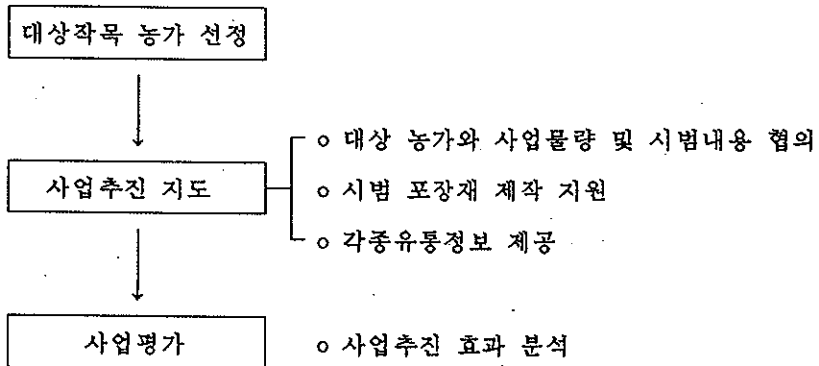 대상작목 농가 선정
o 대상 농가와 사업물량 및 시범내용 협의
사업추진 지도
o 시범 포장재 제작 지원
o 각종유통정보 제공
사업평가
o 사업추진 효과 분석